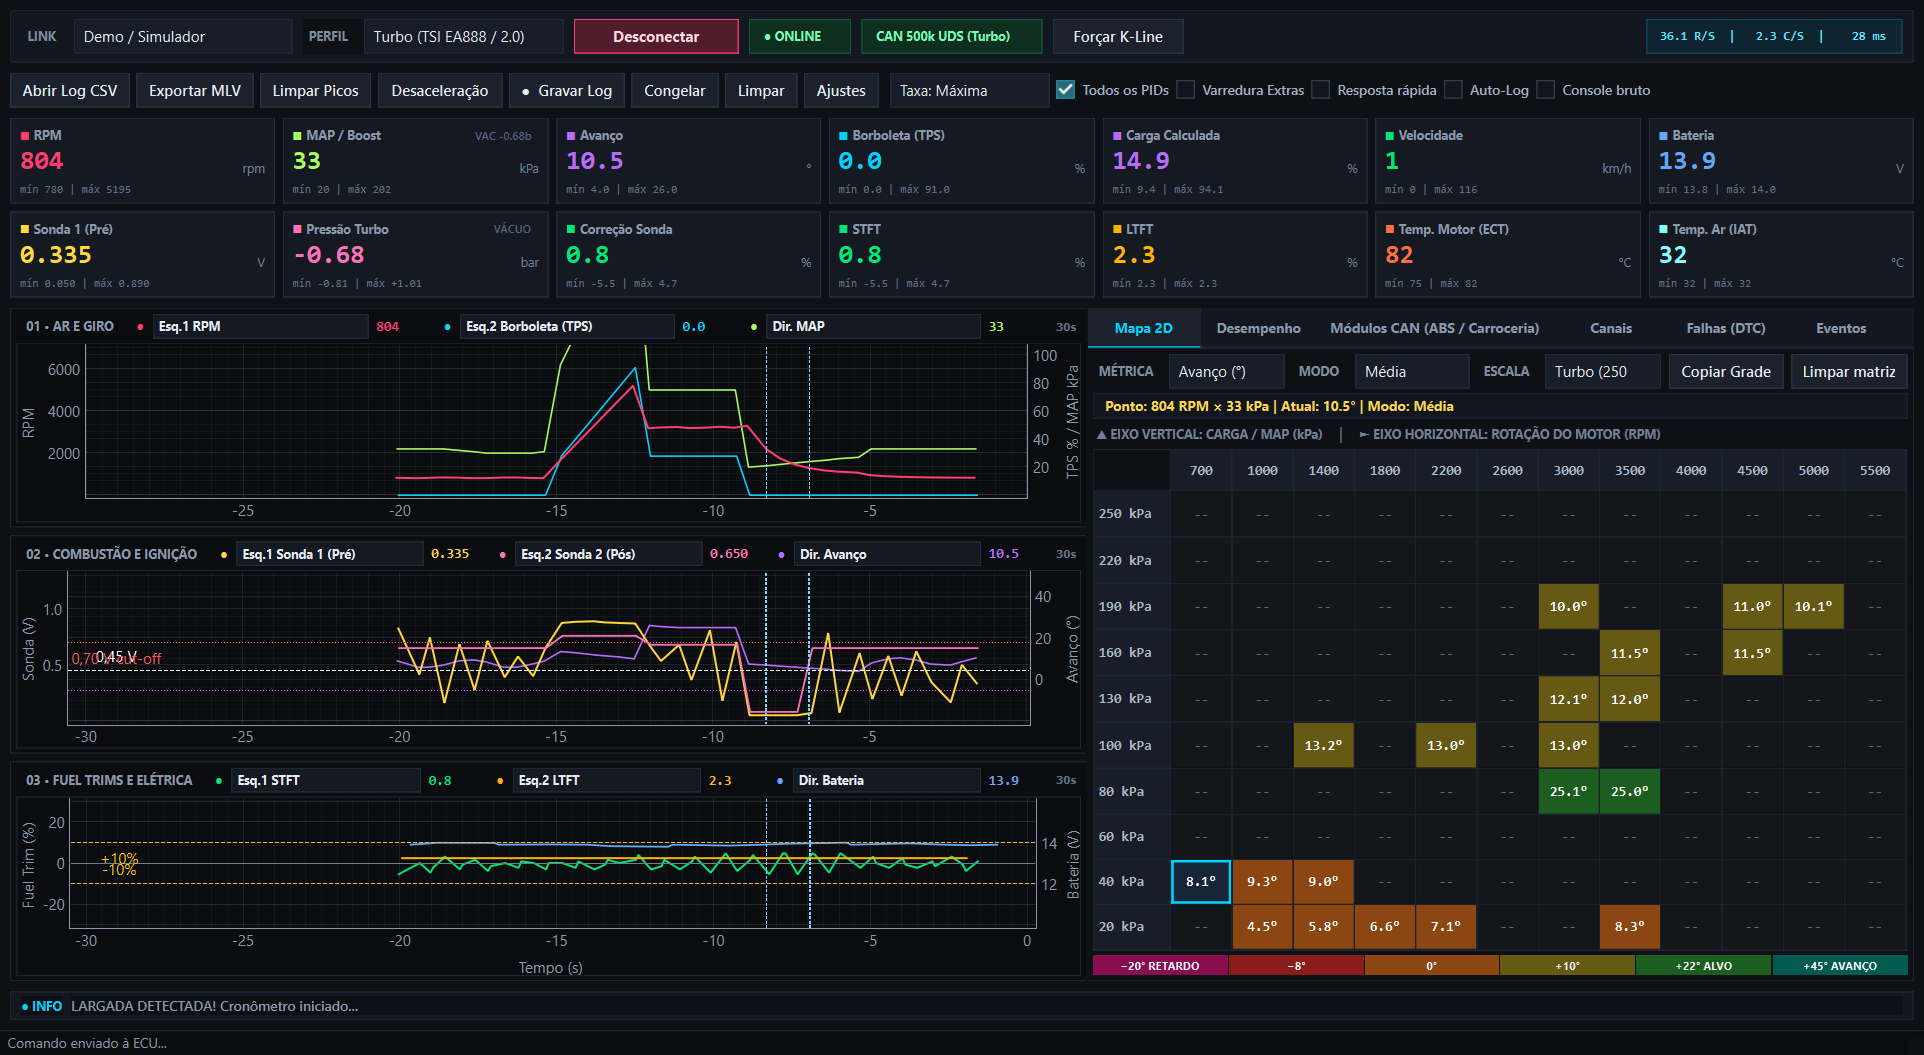 LINK Demo / Simulador PERFIL Turbo (TSI EA888 / 2.0) Desconectar ● ONLINE CAN 500k UDS (Turbo) Forçar K-Line 36.1 R/S | 2.3 C/S | 28 ms
Abrir Log CSV Exportar MLV Limpar Picos Desaceleração ● Gravar Log Congelar Limpar Ajustes Taxa: Máxima Todos os PIDs Varredura Extras Resposta rápida Auto-Log Console bruto
RPM
804 rpm
mín 780 | máx 5195
MAP / Boost VAC -0.68b
33 kPa
mín 20 | máx 202
Avanço
10.5 °
mín 4.0 | máx 26.0
Borboleta (TPS)
0.0 %
mín 0.0 | máx 91.0
Carga Calculada
14.9 %
mín 9.4 | máx 94.1
Velocidade
1 km/h
mín 0 | máx 116
Bateria
13.9 V
mín 13.8 | máx 14.0
Sonda 1 (Pré)
0.335 V
mín 0.050 | máx 0.890
Pressão Turbo VÁCUO
-0.68 bar
mín -0.81 | máx +1.01
Correção Sonda
0.8 %
mín -5.5 | máx 4.7
STFT
0.8 %
mín -5.5 | máx 4.7
LTFT
2.3 %
mín 2.3 | máx 2.3
Temp. Motor (ECT)
82 °C
mín 75 | máx 82
Temp. Ar (IAT)
32 °C
mín 32 | máx 32
01 • AR E GIRO ● Esq.1 RPM 804 ● Esq.2 Borboleta (TPS) 0.0 ● Dir. MAP 33 30s
RPM
6000
4000
2000
100
80
60
40
20
TPS % / MAP kPa
-25 -20 -15 -10 -5
02 • COMBUSTÃO E IGNIÇÃO ● Esq.1 Sonda 1 (Pré) 0.335 ● Esq.2 Sonda 2 (Pós) 0.650 ● Dir. Avanço 10.5 30s
Sonda (V)
1.0
0.5
0,45 V
40
20
0
Avanço (°)
-30 -25 -20 -15 -10 -5
03 • FUEL TRIMS E ELÉTRICA ● Esq.1 STFT 0.8 ● Esq.2 LTFT 2.3 ● Dir. Bateria 13.9 30s
Fuel Trim (%)
20
0
-20
+10%
-10%
14
12
Bateria (V)
-30 -25 -20 -15 -10 -5 0
Tempo (s)
Mapa 2D Desempenho Módulos CAN (ABS / Carroceria) Canais Falhas (DTC) Eventos
MÉTRICA Avanço (°) MODO Média ESCALA Turbo (250 Copiar Grade Limpar matriz
Ponto: 804 RPM × 33 kPa | Atual: 10.5° | Modo: Média
▲ EIXO VERTICAL: CARGA / MAP (kPa) | ► EIXO HORIZONTAL: ROTAÇÃO DO MOTOR (RPM)
700 1000 1400 1800 2200 2600 3000 3500 4000 4500 5000 5500
250 kPa -- -- -- -- -- -- -- -- -- -- -- --
220 kPa -- -- -- -- -- -- -- -- -- -- -- --
190 kPa -- -- -- -- -- -- 10.0° -- -- 11.0° 10.1° --
160 kPa -- -- -- -- -- -- -- 11.5° -- 11.5° -- --
130 kPa -- -- -- -- -- -- 12.1° 12.0° -- -- -- --
100 kPa -- -- 13.2° -- 13.0° -- 13.0° -- -- -- -- --
80 kPa -- -- -- -- -- -- 25.1° 25.0° -- -- -- --
60 kPa -- -- -- -- -- -- -- -- -- -- -- --
40 kPa 8.1° 9.3° 9.0° -- -- -- -- -- -- -- -- --
20 kPa -- 4.5° 5.8° 6.6° 7.1° -- -- 8.3° -- -- -- --
−20° RETARDO −8° 0° +10° +22° ALVO +45° AVANÇO
● INFO LARGADA DETECTADA! Cronômetro iniciado...
Comando enviado à ECU...